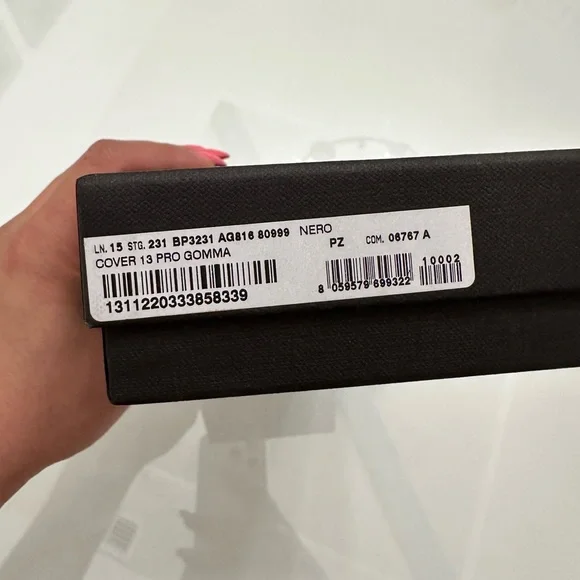 LN. 15 STG. 231 BP3231 AG816 80999 NERO
COVER 13 PRO GOMMA PZ COM. 06767 A
10002
8 059579 699322
1311220333858339